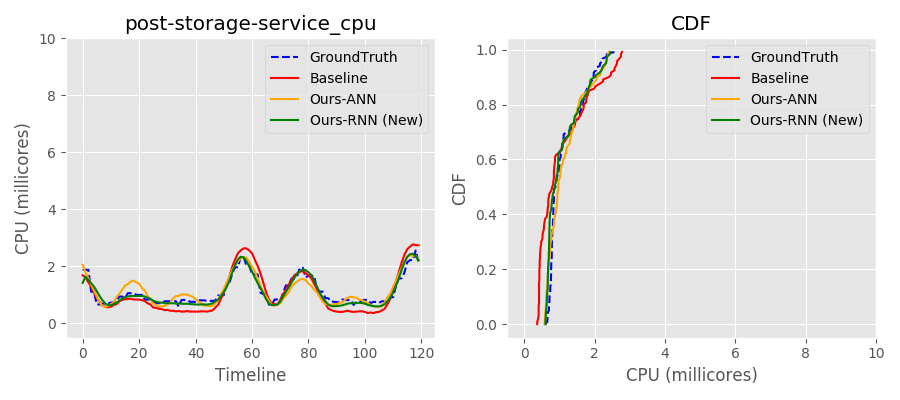 post-storage-service_cpu
CPU (millicores)
10
8
6
4
2
0
GroundTruth
Baseline
Ours-ANN
Ours-RNN (New)
0
20
40
60
80
100
120
Timeline
CDF
CDF
1.0
0.8
0.6
0.4
0.2
0.0
GroundTruth
Baseline
Ours-ANN
Ours-RNN (New)
0
2
4
6
8
10
CPU (millicores)